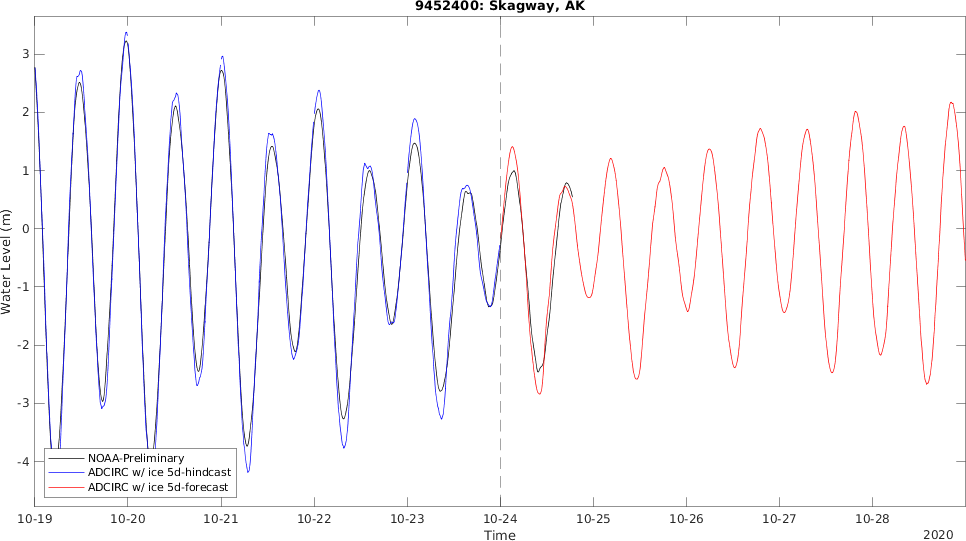 9452400: Skagway, AK
Water Level (m)
3
2
1
0
-1
-2
-3
-4
NOAA-Preliminary
ADCIRC w/ ice 5d-hindcast
ADCIRC w/ ice 5d-forecast
10-19 10-20 10-21 10-22 10-23 10-24 10-25 10-26 10-27 10-28
Time
2020